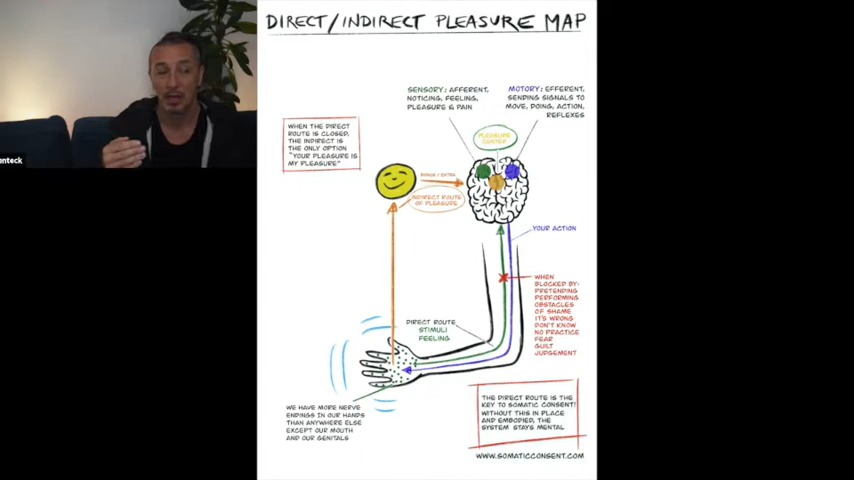 DIRECT/INDIRECT PLEASURE MAP
SENSORY: AFFERENT,
NOTICING, FEELING,
PLEASURE & PAIN
MOTORY: EFFERENT,
SENDING SIGNALS TO
MOVE, DOING, ACTION,
REFLEXES
WHEN THE DIRECT
ROUTE IS CLOSED,
THE INDIRECT IS
THE ONLY OPTION
"YOUR PLEASURE IS
MY PLEASURE"
PLEASURE
CENTER
BONUS / EXTRA
INDIRECT ROUTE
OF PLEASURE
enteck
YOUR ACTION
WHEN
BLOCKED BY:
PRETENDING
PERFORMING
OBSTACLES
OF SHAME
IT'S WRONG
DON'T KNOW
NO PRACTICE
FEAR
GUILT
JUDGEMENT
DIRECT ROUTE
STIMULI
FEELING
WE HAVE MORE NERVE
ENDINGS IN OUR HANDS
THAN ANYWHERE ELSE
EXCEPT OUR MOUTH
AND OUR GENITALS
THE DIRECT ROUTE IS THE
KEY TO SOMATIC CONSENT!
WITHOUT THIS IN PLACE
AND EMBODIED, THE
SYSTEM STAYS MENTAL
WWW.SOMATICCONSENT.COM